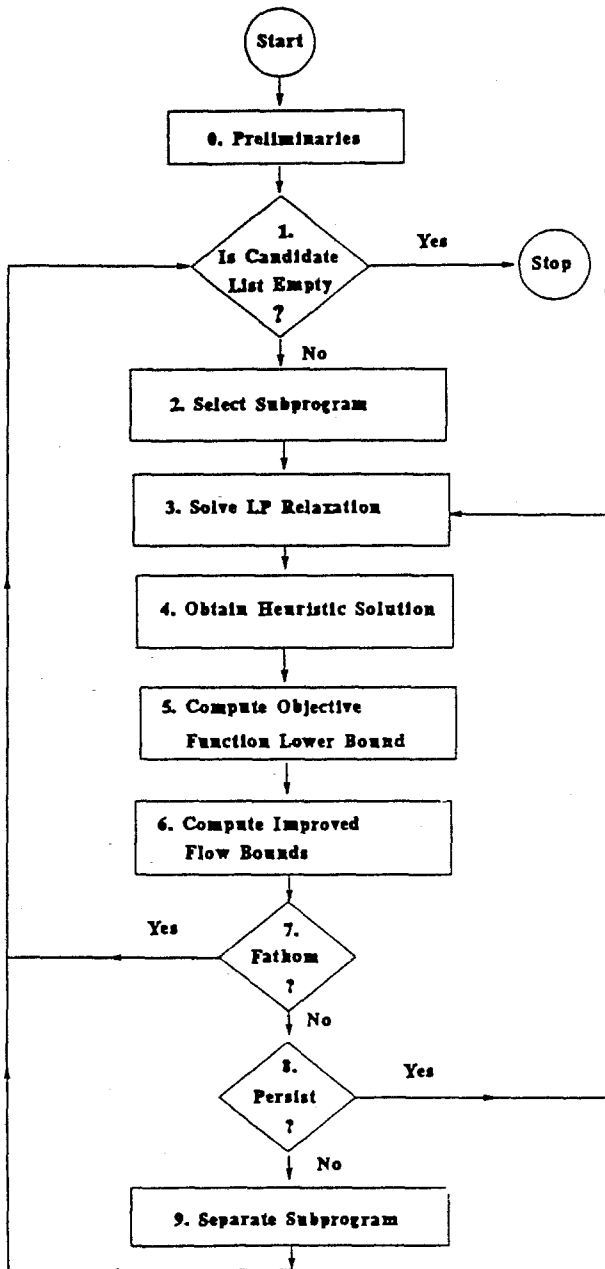 Start
0. Preliminaries
1.
Is Candidate
List Empty
?
Yes
Stop
No
2. Select Subprogram
3. Solve LP Relaxation
4. Obtain Heuristic Solution
5. Compute Objective
Function Lower Bound
6. Compute Improved
Flow Bounds
Yes
7.
Fathom
?
No
8.
Persist
?
Yes
No
9. Separate Subprogram